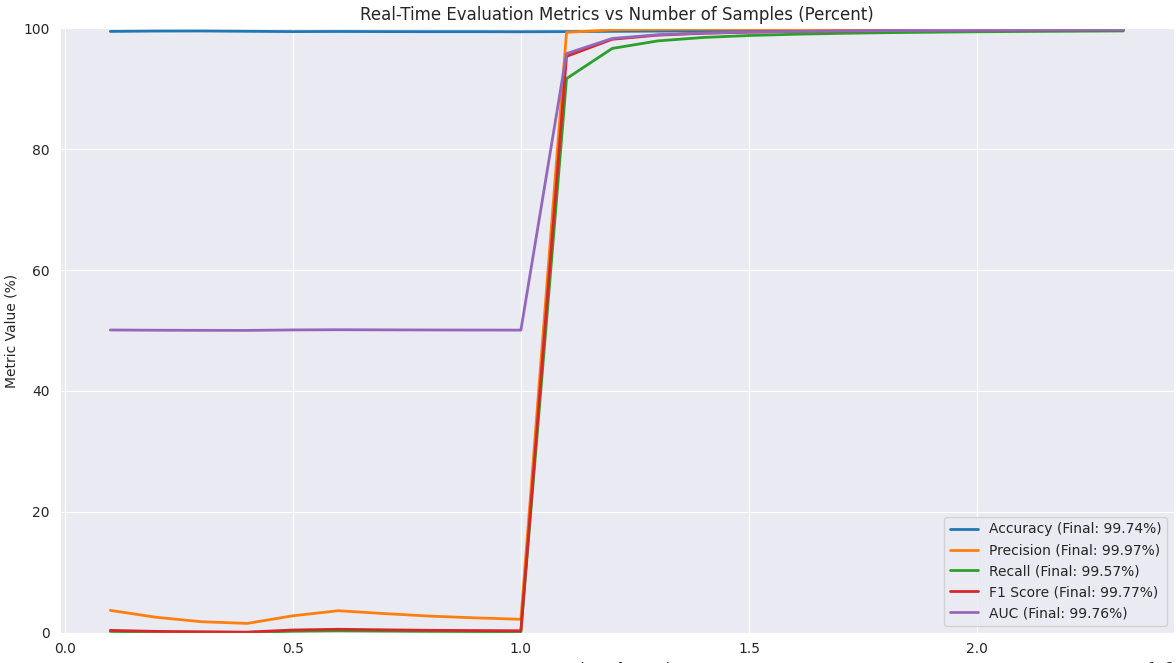 Real-Time Evaluation Metrics vs Number of Samples (Percent)
100
80
60
40
20
0
Metric Value (%)
0.0 0.5 1.0 1.5 2.0
Accuracy (Final: 99.74%)
Precision (Final: 99.97%)
Recall (Final: 99.57%)
F1 Score (Final: 99.77%)
AUC (Final: 99.76%)